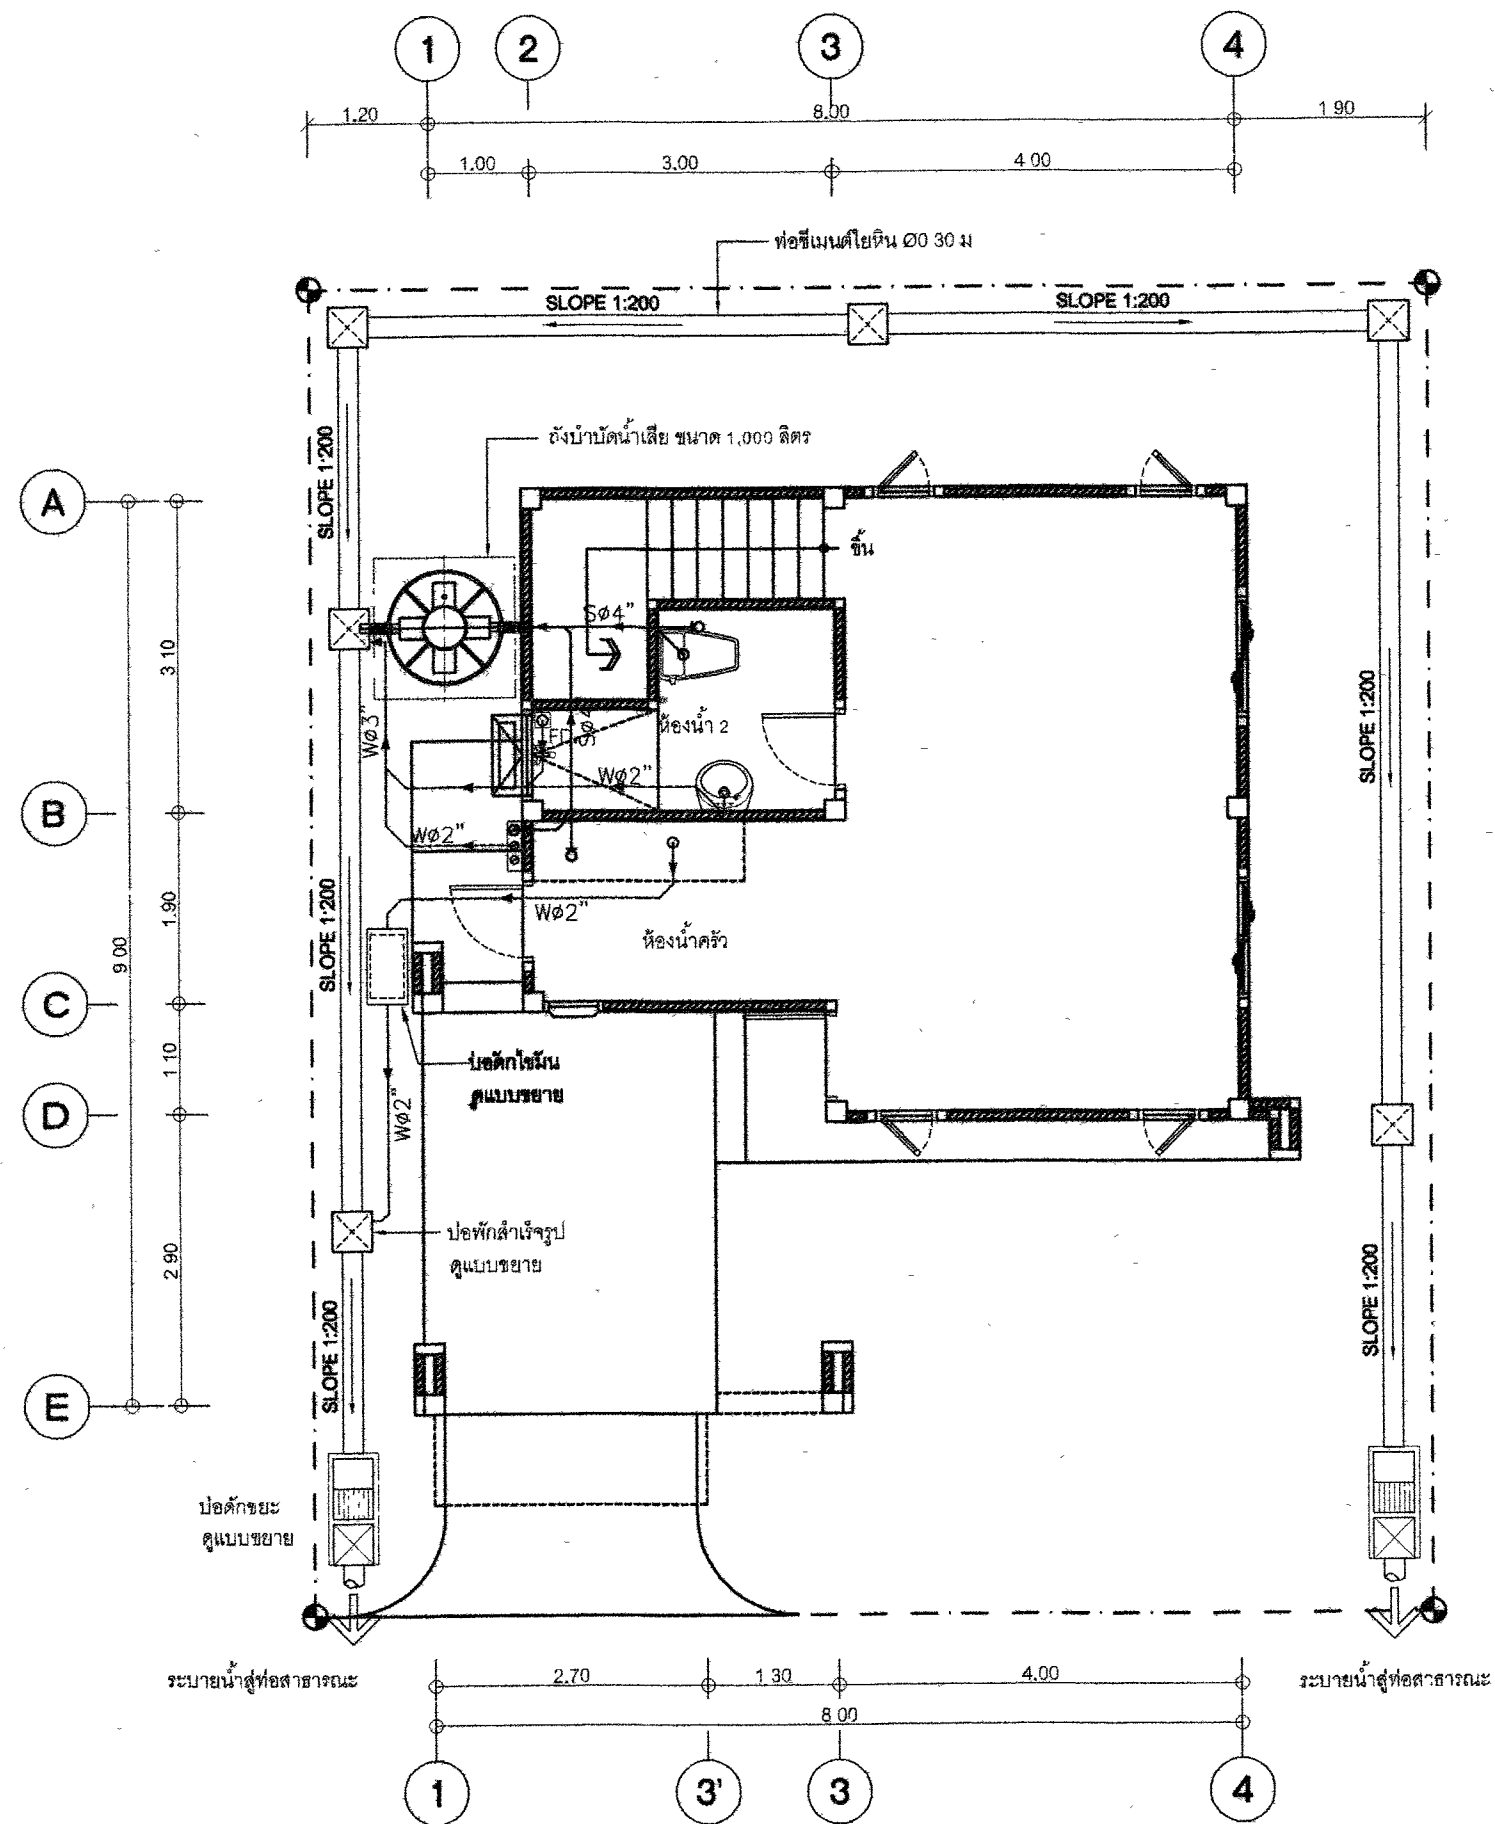 1
2
3
4
1.20
8.00
1 90
1.00
3.00
4 00
ท่อซีเมนต์ใยหิน Ø0 30 ม
SLOPE 1:200
SLOPE 1:200
ถังบำบัดน้ำเสีย ขนาด 1,000 ลิตร
SLOPE 1:200
A
ขึ้น
Sø4"
3 10
Wø3"
FD
Sø4"
ห้องน้ำ 2
SLOPE 1:200
Wø2"
B
Wø2"
SLOPE 1:200
1.90
Wø2"
9 00
ห้องน้ำครัว
C
1 10
บ่อดักไขมัน
ดูแบบขยาย
D
Wø2"
บ่อพักสำเร็จรูป
ดูแบบขยาย
2 90
SLOPE 1:200
SLOPE 1:200
E
บ่อดักขยะ
ดูแบบขยาย
ระบายน้ำสู่ท่อสาธารณะ
ระบายน้ำสู่ท่อสาธารณะ
2.70
1 30
4.00
8 00
1
3'
3
4